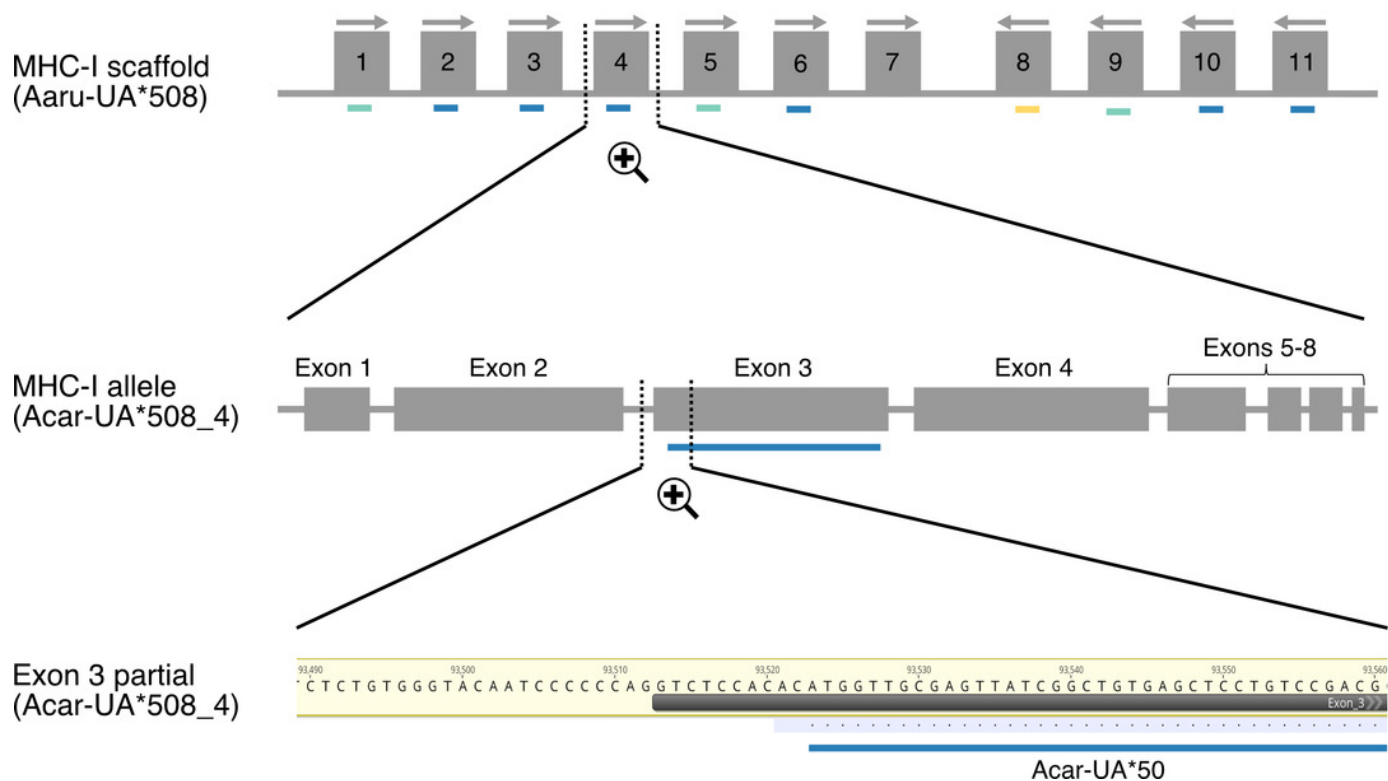 MHC-I scaffold
(Aaru-UA*508)
1 2 3 4 5 6 7 8 9 10 11
MHC-I allele
(Acar-UA*508_4)
Exon 1 Exon 2 Exon 3 Exon 4 Exons 5-8
Exon 3 partial
(Acar-UA*508_4)
93,490 93,500 93,510 93,520 93,530 93,540 93,550 93,560
C T C T G T G G G T A C A A T C C C C C C A G G T C T C C A C A C A T G G T T G C G A G T T A T C G G C T G T G A G C T C C T G T C C G A C G
Exon_3
Acar-UA*50